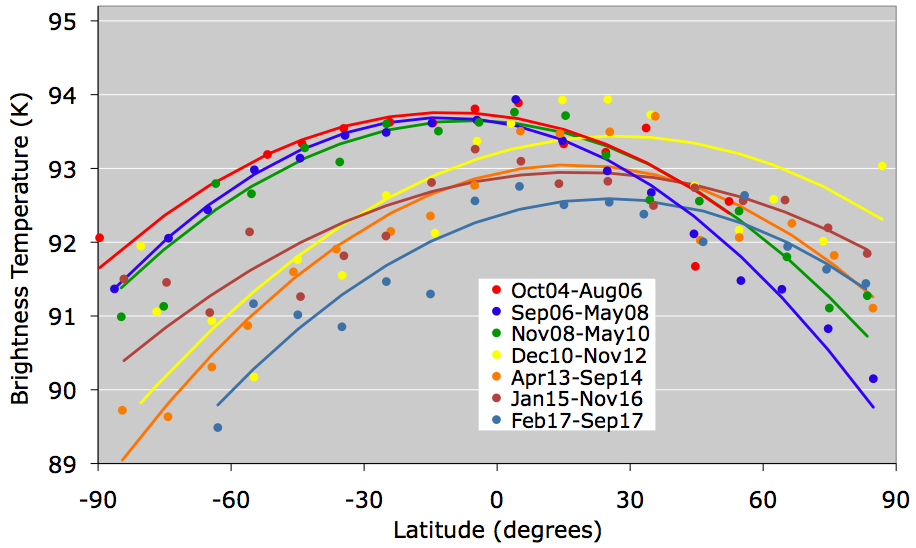 95
94
93
92
91
90
89
Brightness Temperature (K)
Oct04-Aug06
Sep06-May08
Nov08-May10
Dec10-Nov12
Apr13-Sep14
Jan15-Nov16
Feb17-Sep17
-90 -60 -30 0 30 60 90
Latitude (degrees)